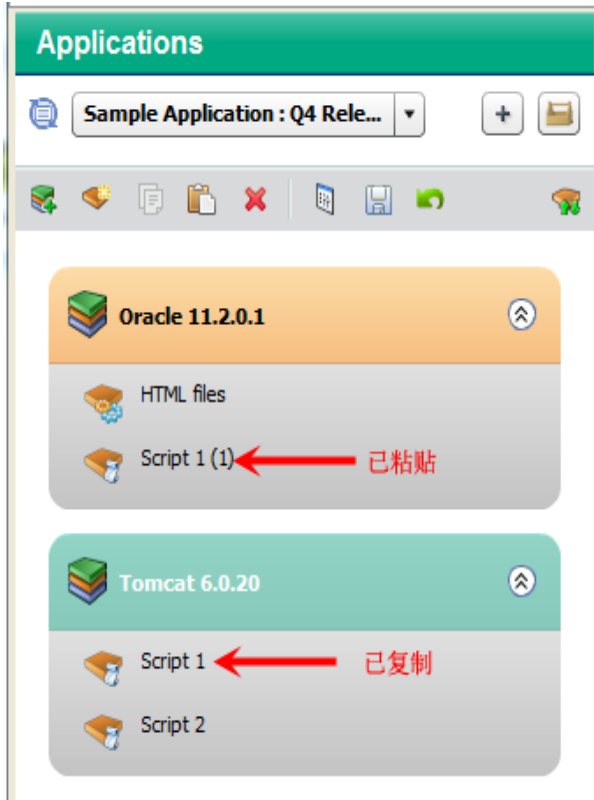 Applications
Sample Application : Q4 Rele...
Oracle 11.2.0.1
HTML files
Script 1 (1) 已粘贴
Tomcat 6.0.20
Script 1 已复制
Script 2